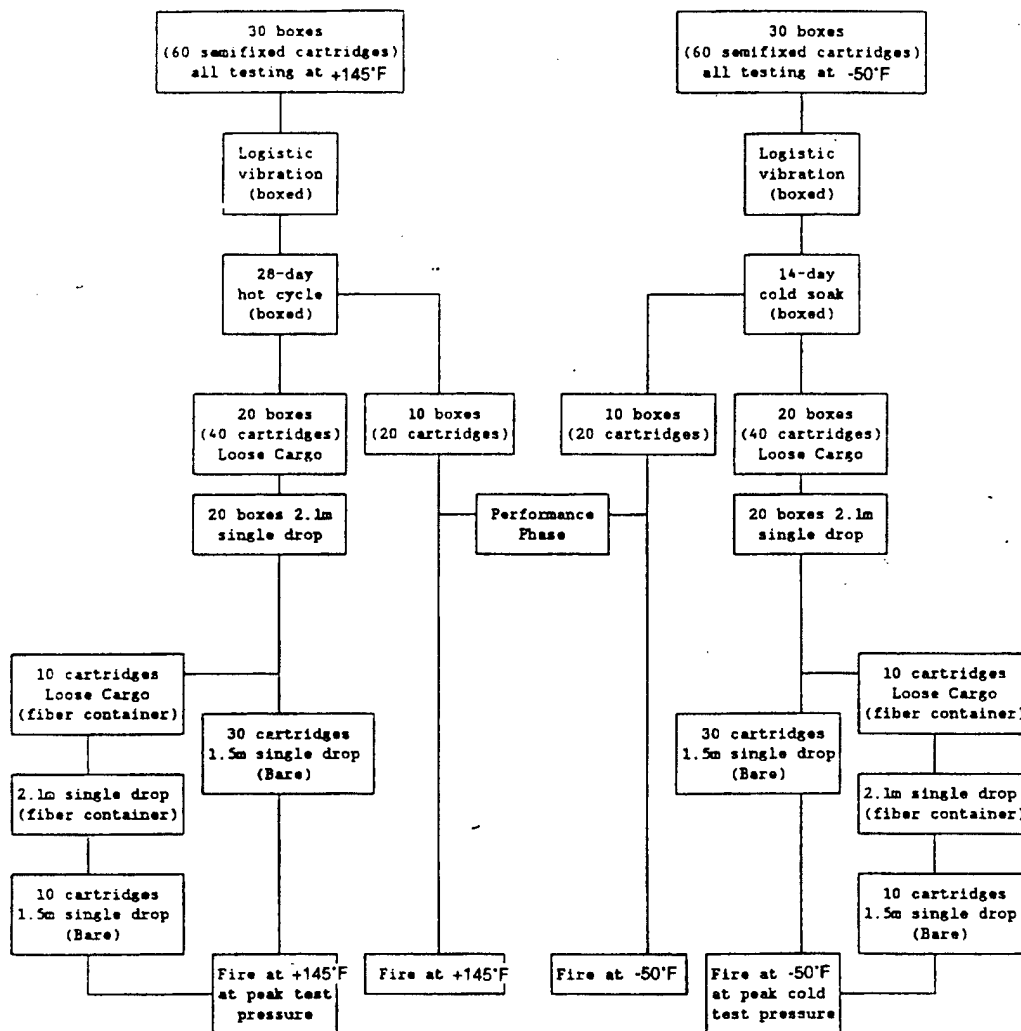 30 boxes
(60 semifixed cartridges)
all testing at +145°F
30 boxes
(60 semifixed cartridges)
all testing at -50°F
Logistic
vibration
(boxed)
Logistic
vibration
(boxed)
28-day
hot cycle
(boxed)
14-day
cold soak
(boxed)
20 boxes
(40 cartridges)
Loose Cargo
10 boxes
(20 cartridges)
10 boxes
(20 cartridges)
20 boxes
(40 cartridges)
Loose Cargo
20 boxes 2.1m
single drop
Performance
Phase
20 boxes 2.1m
single drop
10 cartridges
Loose Cargo
(fiber container)
30 cartridges
1.5m single drop
(Bare)
30 cartridges
1.5m single drop
(Bare)
10 cartridges
Loose Cargo
(fiber container)
2.1m single drop
(fiber container)
2.1m single drop
(fiber container)
10 cartridges
1.5m single drop
(Bare)
10 cartridges
1.5m single drop
(Bare)
Fire at +145°F
at peak test
pressure
Fire at +145°F
Fire at -50°F
Fire at -50°F
at peak cold
test pressure